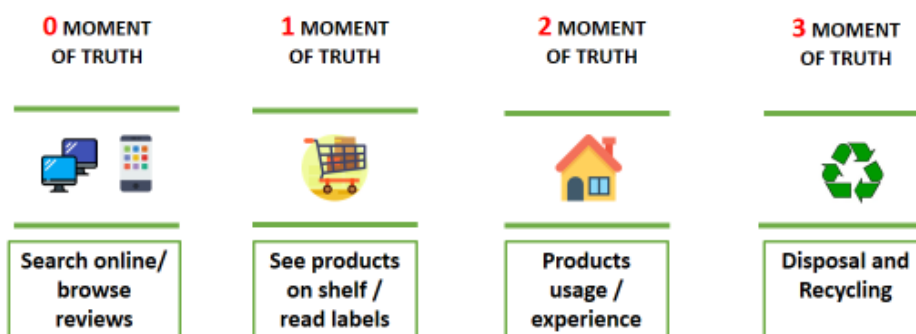 0 MOMENT
OF TRUTH
1 MOMENT
OF TRUTH
2 MOMENT
OF TRUTH
3 MOMENT
OF TRUTH
Search online/
browse
reviews
See products
on shelf /
read labels
Products
usage /
experience
Disposal and
Recycling